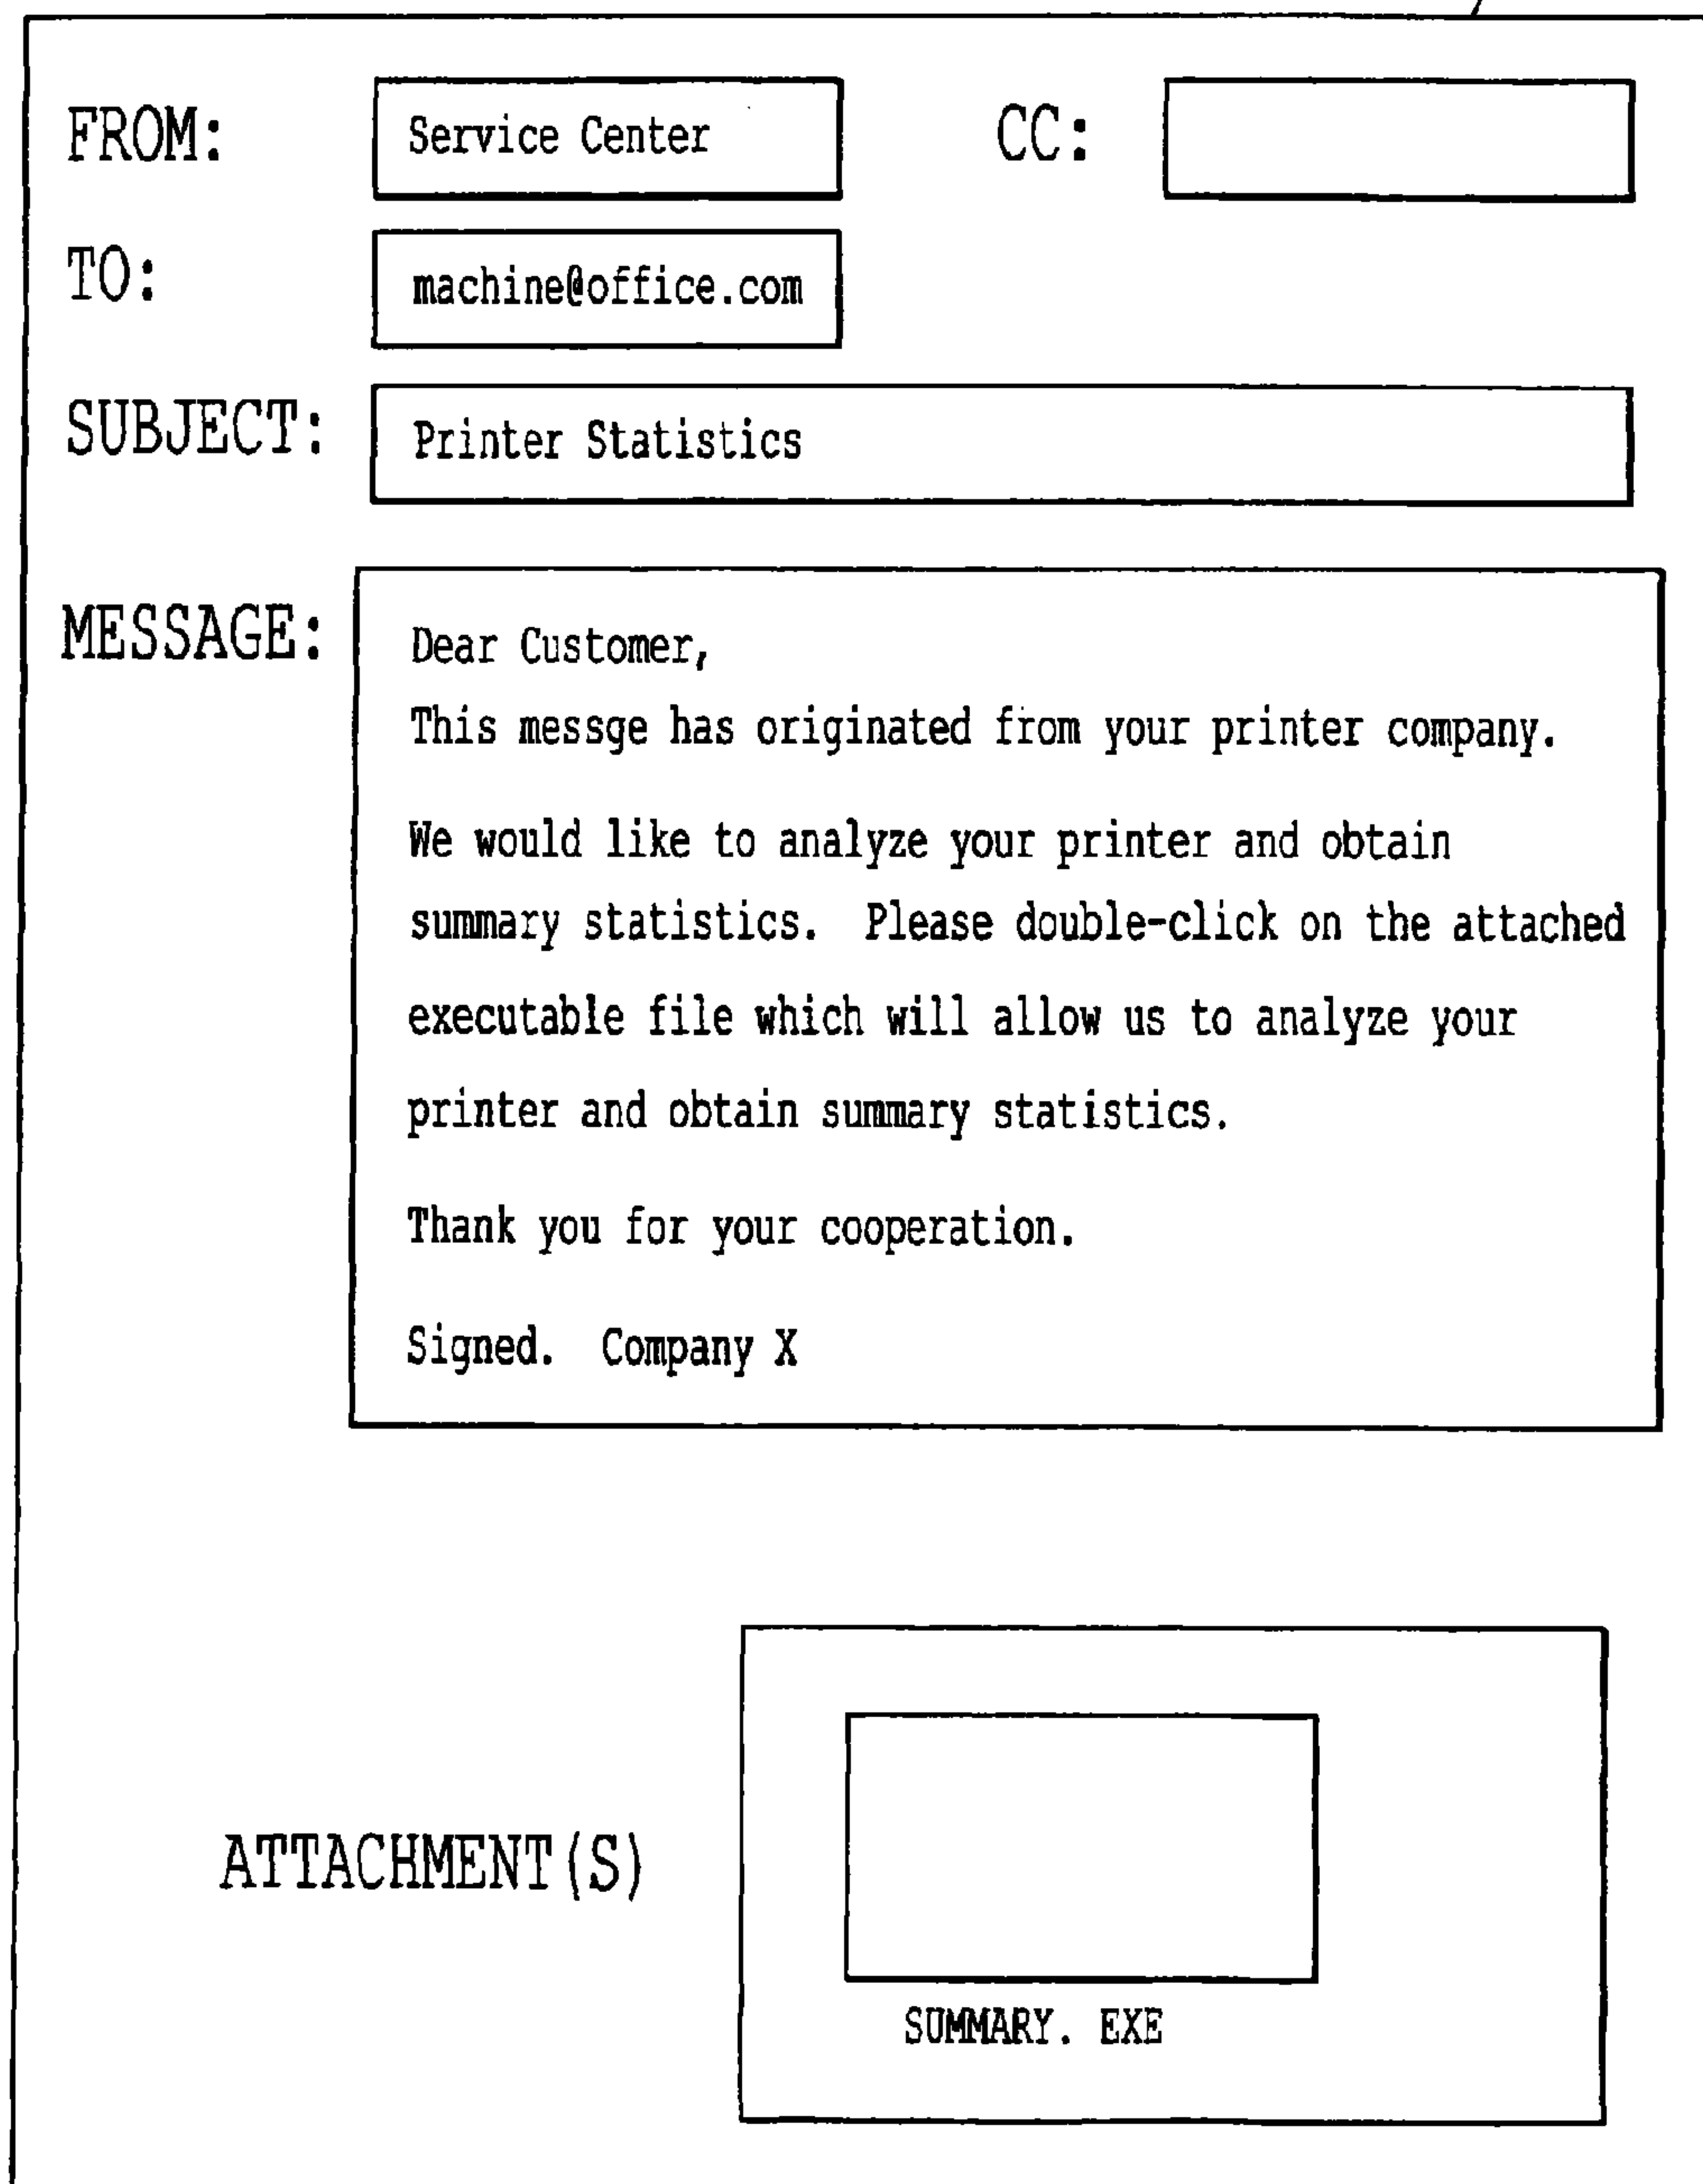 FROM: Service Center CC:
TO: machine@office.com
SUBJECT: Printer Statistics
MESSAGE: Dear Customer,
This messge has originated from your printer company.
We would like to analyze your printer and obtain
summary statistics. Please double-click on the attached
executable file which will allow us to analyze your
printer and obtain summary statistics.
Thank you for your cooperation.
Signed. Company X
ATTACHMENT(S)
SUMMARY. EXE